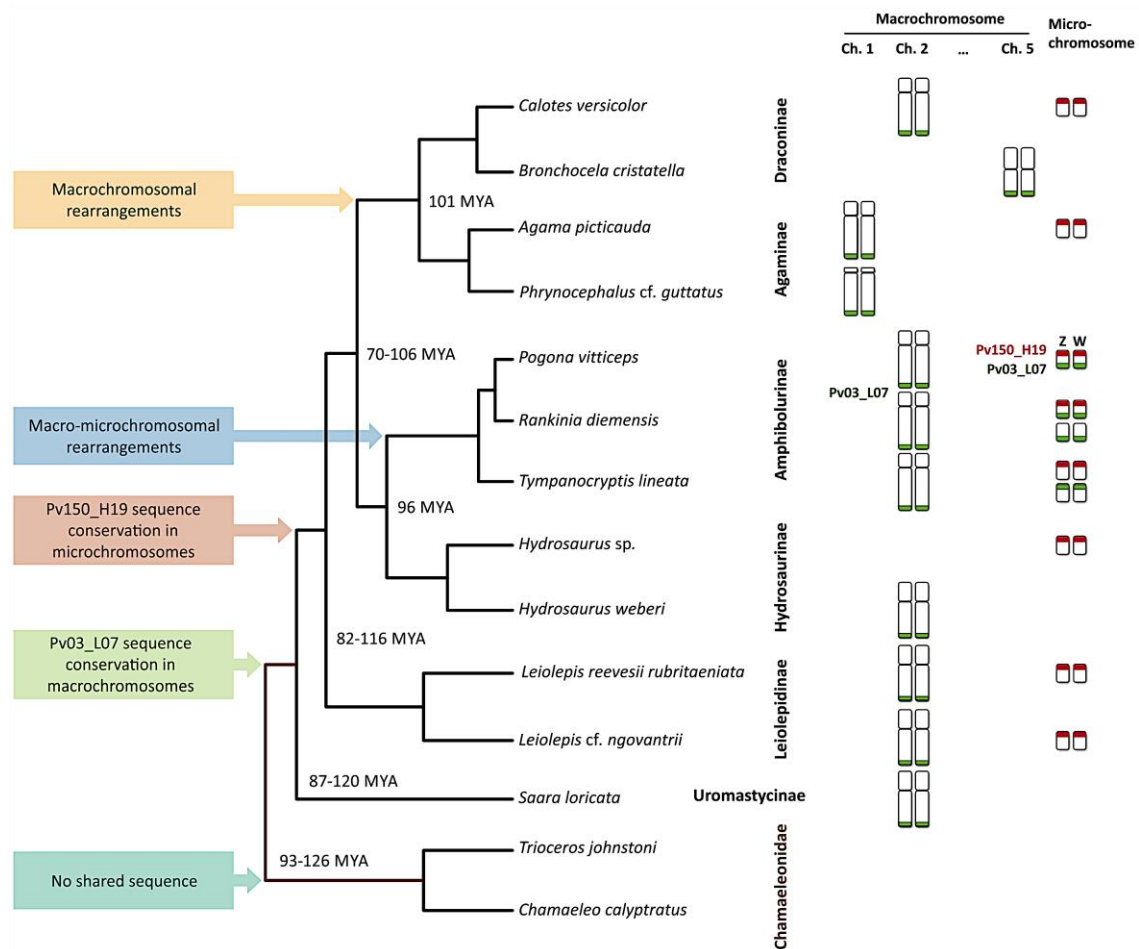 Macrochromosome
Micro-
chromosome
Ch. 1
Ch. 2
...
Ch. 5
Calotes versicolor
Bronchocela cristatella
Draconinae
Macrochromosomal
rearrangements
101 MYA
Agama picticauda
Phrynocephalus cf. guttatus
Agaminae
70-106 MYA
Pogona vitticeps
Rankinia diemensis
Tympanocryptis lineata
Amphibolurinae
Pv03_L07
Pv150_H19
Pv03_L07
Z W
Macro-microchromosomal
rearrangements
96 MYA
Pv150_H19 sequence
conservation in
microchromosomes
Hydrosaurus sp.
Hydrosaurus weberi
Hydrosaurinae
Pv03_L07 sequence
conservation in
macrochromosomes
82-116 MYA
Leiolepis reevesii rubritaeniata
Leiolepis cf. ngovantrii
Leiolepidinae
87-120 MYA
Saara loricata
Uromastycinae
No shared sequence
93-126 MYA
Trioceros johnstoni
Chamaeleo calyptratus
Chamaeleonidae